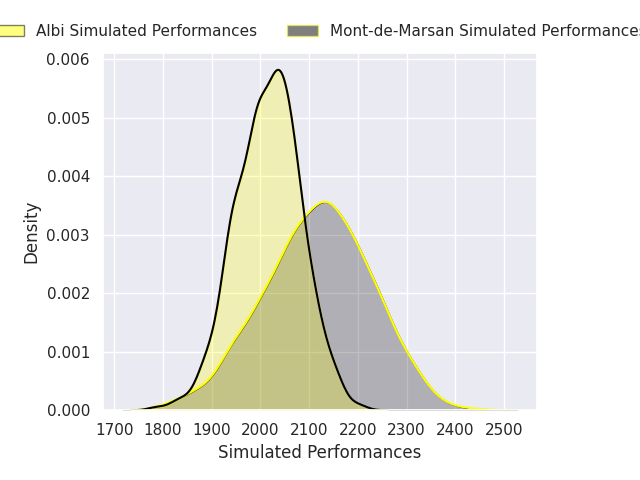 Albi Simulated Performances Mont-de-Marsan Simulated Performances
0.006
0.005
0.004
0.003
0.002
0.001
0.000
Density
1700 1800 1900 2000 2100 2200 2300 2400 2500
Simulated Performances